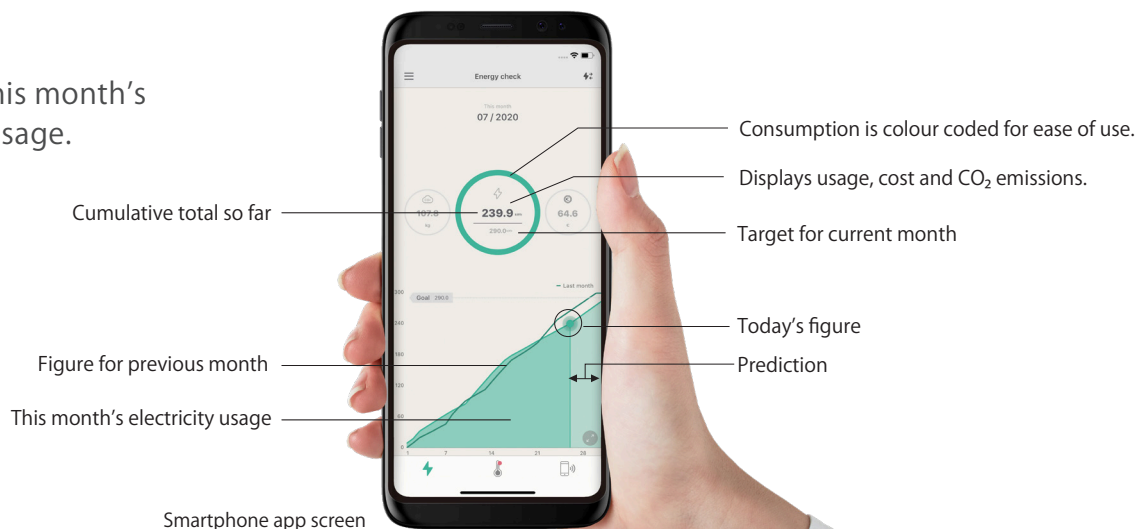 his month's
sage.
Energy check
This month
07 / 2020
Consumption is colour coded for ease of use.
Displays usage, cost and CO₂ emissions.
Cumulative total so far
107.8
kg
239.9
290.0
64.6
€
Target for current month
Last month
300
Goal 290.0
240
Today's figure
180
Figure for previous month
Prediction
120
This month's electricity usage
60
0
1 7 14 21 28
Smartphone app screen